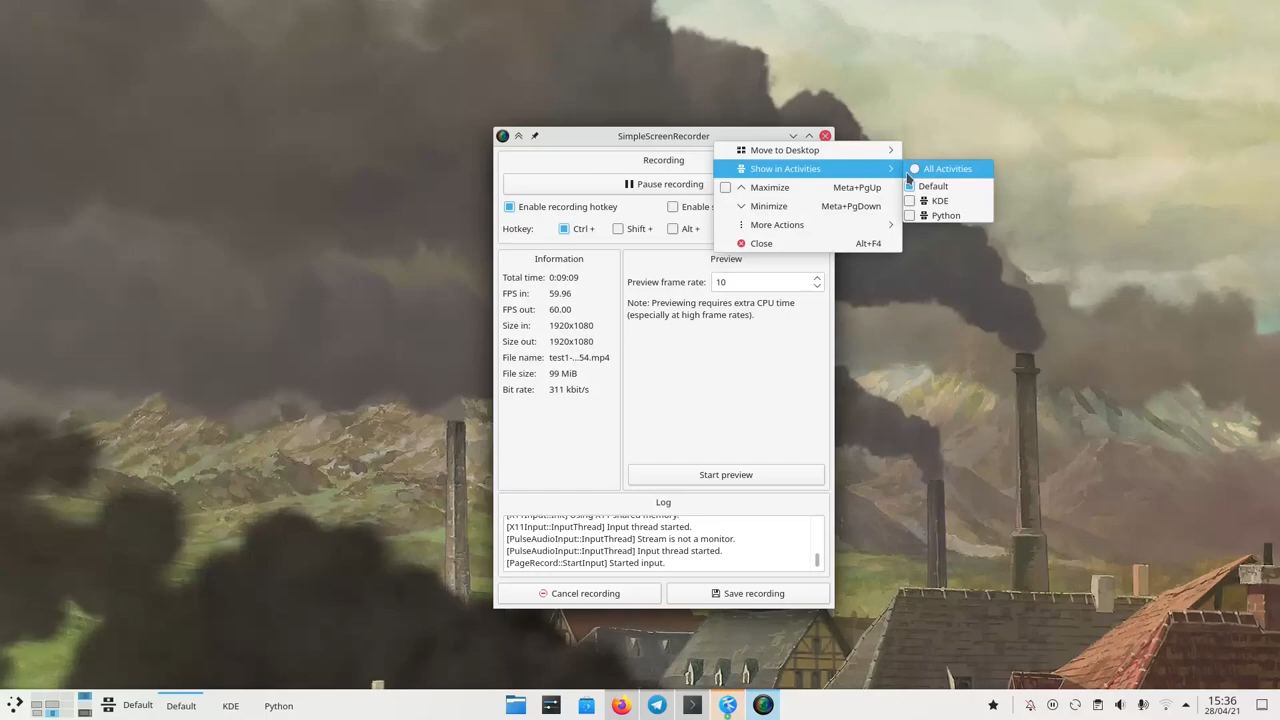 SimpleScreenRecorder
Recording
Pause recording
Enable recording hotkey
Enable s
Hotkey:
Ctrl +
Shift +
Alt +
Move to Desktop
Show in Activities
Maximize Meta+PgUp
Minimize Meta+PgDown
More Actions
Close Alt+F4
All Activities
Default
KDE
Python
Information
Total time: 0:09:09
FPS in: 59.96
FPS out: 60.00
Size in: 1920x1080
Size out: 1920x1080
File name: test1-...54.mp4
File size: 99 MiB
Bit rate: 311 kbit/s
Preview
Preview frame rate: 10
Note: Previewing requires extra CPU time
(especially at high frame rates).
Start preview
Log
[X11Input::Init] Using X11 shared memory.
[X11Input::InputThread] Input thread started.
[PulseAudioInput::InputThread] Stream is not a monitor.
[PulseAudioInput::InputThread] Input thread started.
[PageRecord::StartInput] Started input.
Cancel recording
Save recording
Default
Default
KDE
Python
15:36
28/04/21